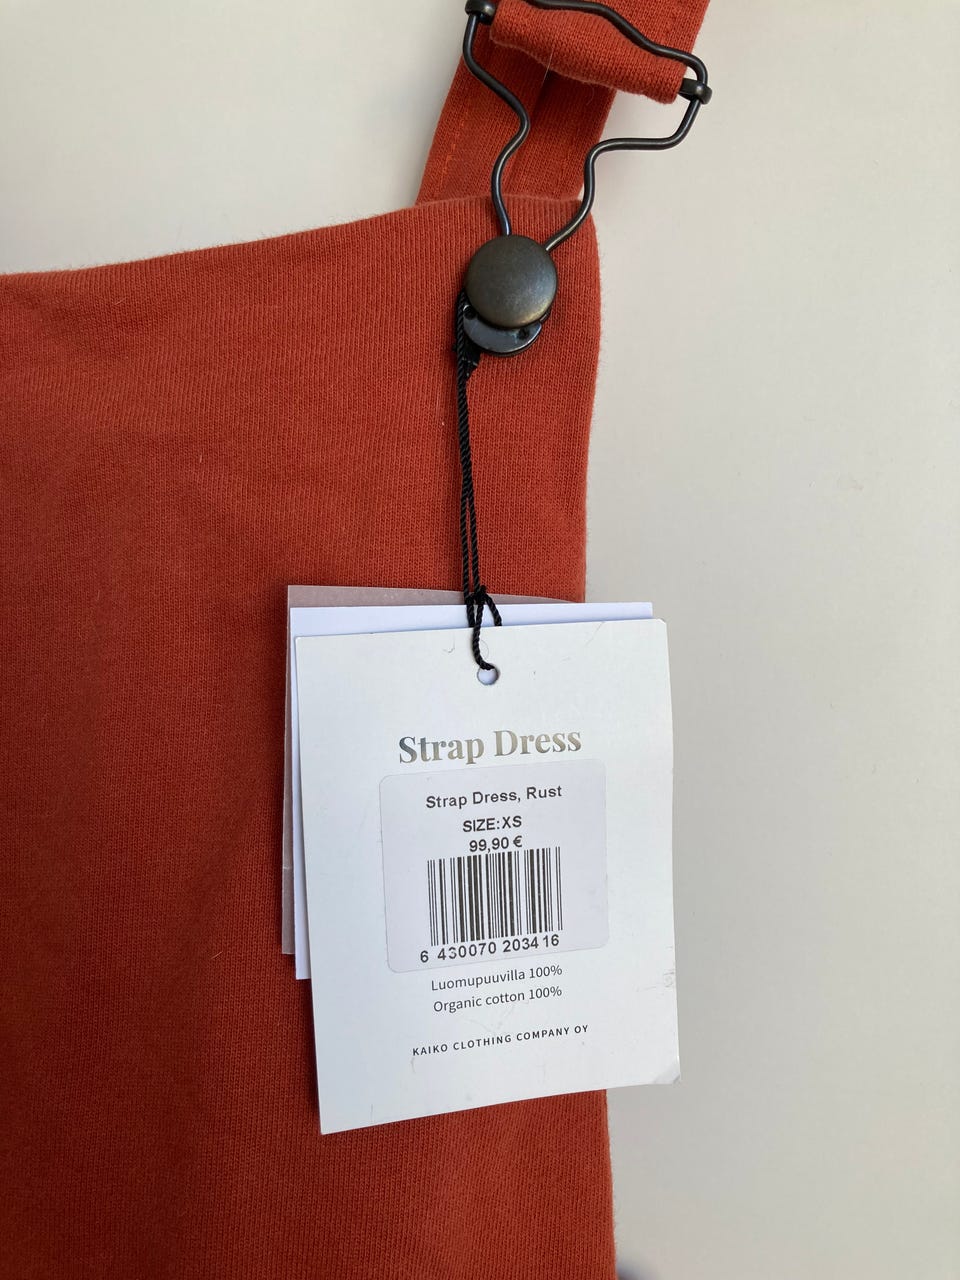 Strap Dress
Strap Dress, Rust
SIZE:XS
99,90 €
6 430070 203416
Luomupuuvilla 100%
Organic cotton 100%
KAIKO CLOTHING COMPANY OY